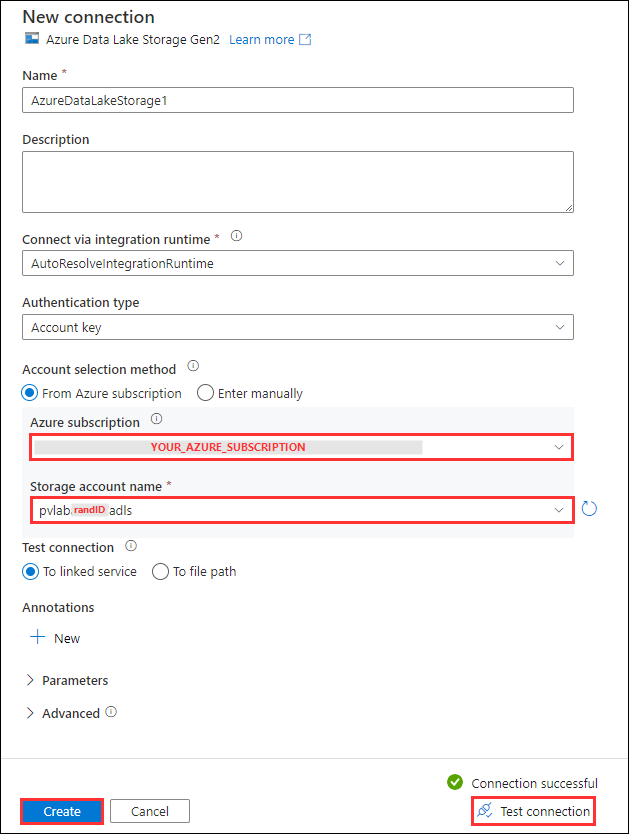 New connection
Azure Data Lake Storage Gen2 Learn more
Name *
AzureDataLakeStorage1
Description
Connect via integration runtime *
AutoResolveIntegrationRuntime
Authentication type
Account key
Account selection method
From Azure subscription Enter manually
Azure subscription
YOUR_AZURE_SUBSCRIPTION
Storage account name *
pvlab randID adls
Test connection
To linked service To file path
Annotations
New
Parameters
Advanced
Connection successful
Create Cancel Test connection